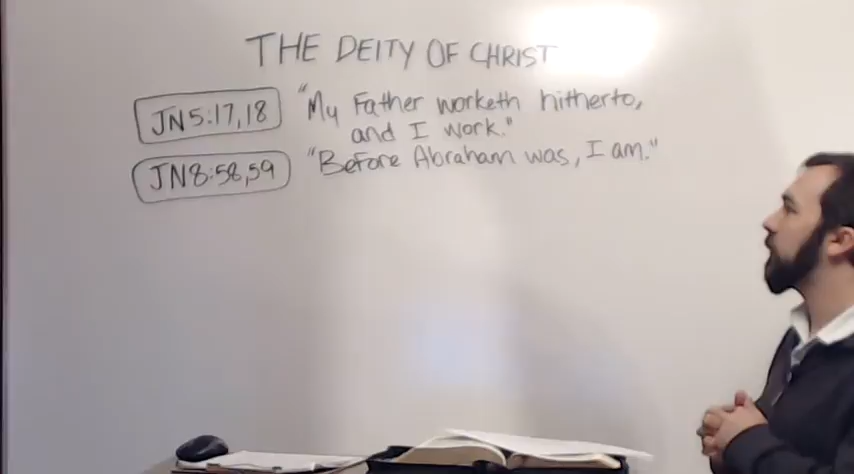 THE DEITY OF CHRIST
JN 5:17,18 "My Father worketh hitherto,
and I work."
JN 8:58,59 "Before Abraham was, I am."